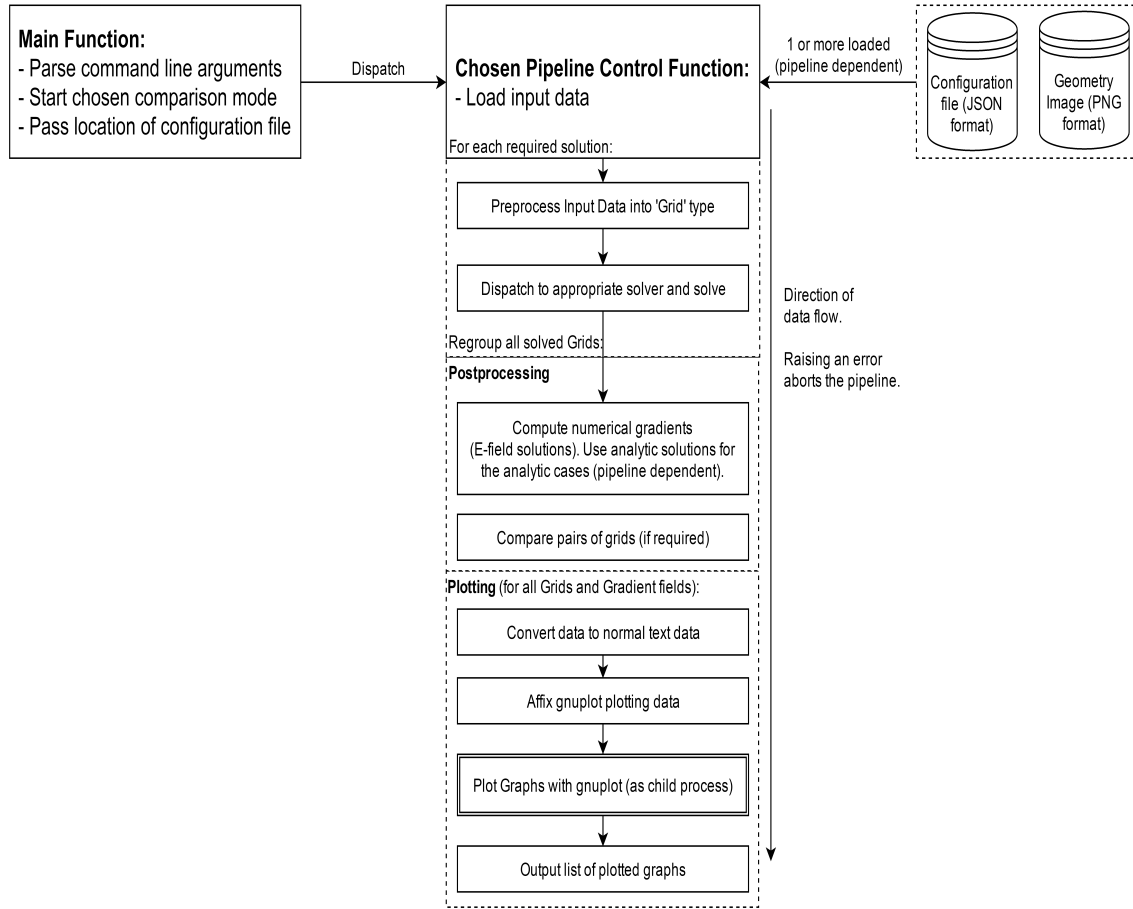 Main Function:
- Parse command line arguments
- Start chosen comparison mode
- Pass location of configuration file
Dispatch
Chosen Pipeline Control Function:
- Load input data
1 or more loaded
(pipeline dependent)
Configuration
file (JSON
format)
Geometry
Image (PNG
format)
For each required solution:
Preprocess Input Data into 'Grid' type
Dispatch to appropriate solver and solve
Regroup all solved Grids:
Direction of
data flow.
Raising an error
aborts the pipeline.
Postprocessing
Compute numerical gradients
(E-field solutions). Use analytic solutions for
the analytic cases (pipeline dependent).
Compare pairs of grids (if required)
Plotting (for all Grids and Gradient fields):
Convert data to normal text data
Affix gnuplot plotting data
Plot Graphs with gnuplot (as child process)
Output list of plotted graphs